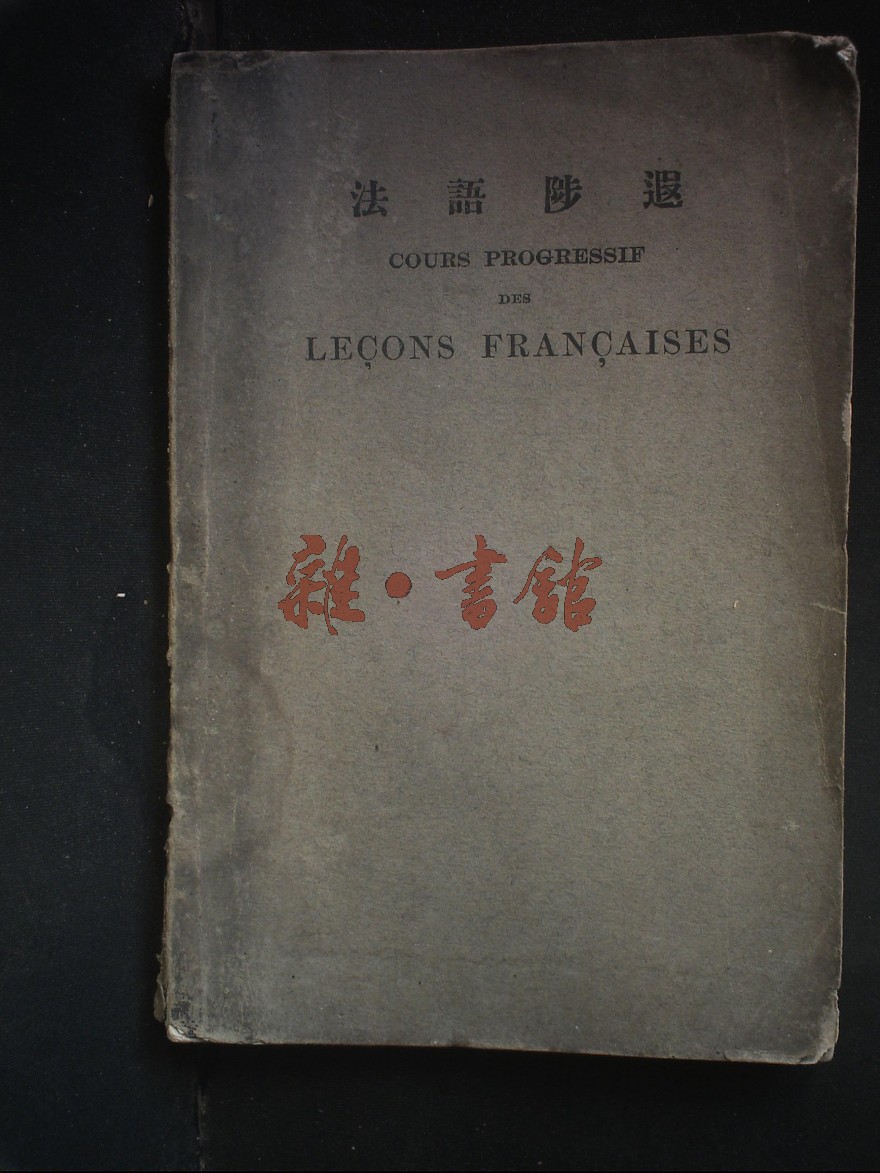 法語陟遐
COURS PROGRESSIF
DES
LEÇONS FRANÇAISES
雜·書館